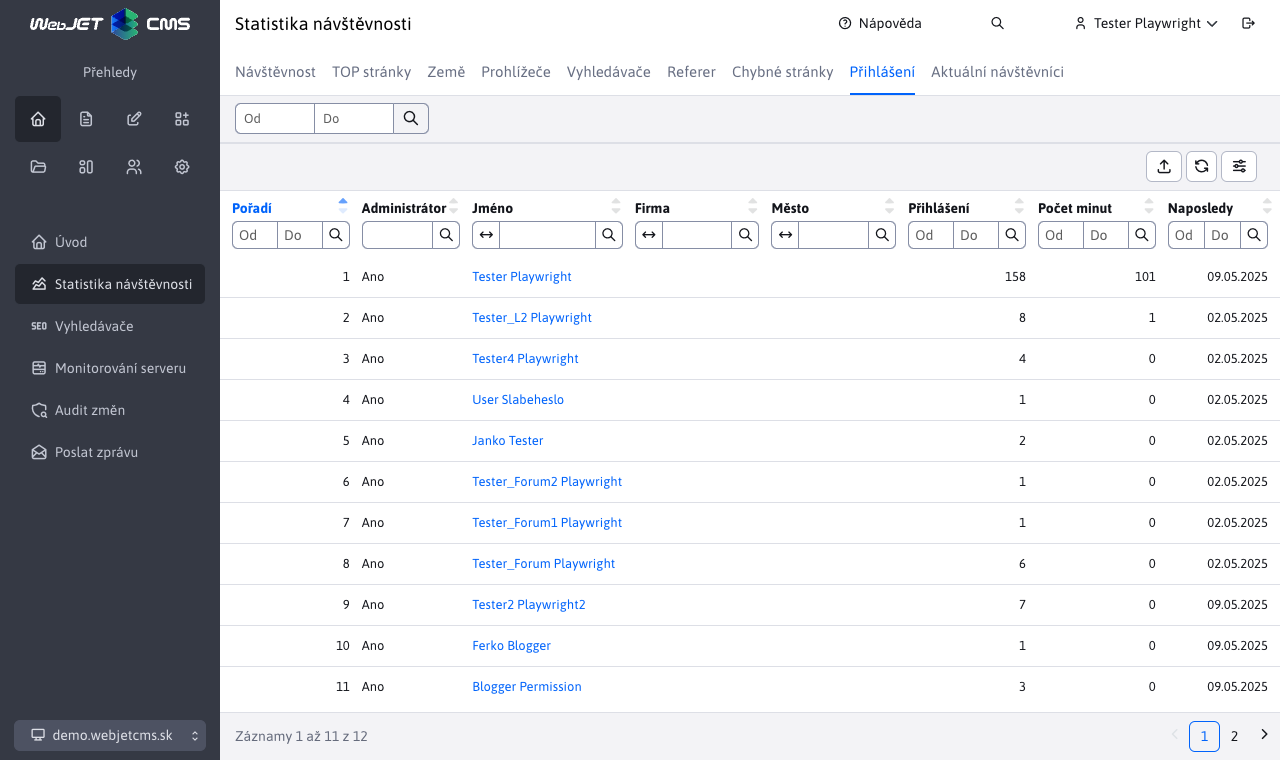 WebJET CMS
Přehledy
Úvod
Statistika návštěvnosti
SEO Vyhledávače
Monitorování serveru
Audit změn
Poslat zprávu
demo.webjetcms.sk
Statistika návštěvnosti
Nápověda
Tester Playwright
Návštěvnost TOP stránky Země Prohlížeče Vyhledávače Referer Chybné stránky Přihlášení Aktuální návštěvníci
Od Do
Pořadí Administrátor Jméno Firma Město Přihlášení Počet minut Naposledy
Od Do Od Do Od Do Od Do
1 Ano Tester Playwright 158 101 09.05.2025
2 Ano Tester_L2 Playwright 8 1 02.05.2025
3 Ano Tester4 Playwright 4 0 02.05.2025
4 Ano User Slabeheslo 1 0 02.05.2025
5 Ano Janko Tester 2 0 02.05.2025
6 Ano Tester_Forum2 Playwright 1 0 02.05.2025
7 Ano Tester_Forum1 Playwright 1 0 02.05.2025
8 Ano Tester_Forum Playwright 6 0 02.05.2025
9 Ano Tester2 Playwright2 7 0 09.05.2025
10 Ano Ferko Blogger 1 0 09.05.2025
11 Ano Blogger Permission 3 0 09.05.2025
Záznamy 1 až 11 z 12
1 2